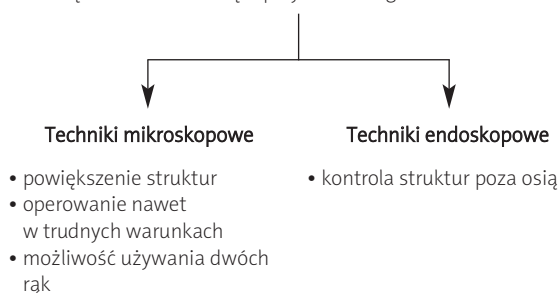 Techniki mikroskopowe
• powiększenie struktur
• operowanie nawet
w trudnych warunkach
• możliwość używania dwóch
rąk
Techniki endoskopowe
• kontrola struktur poza osią